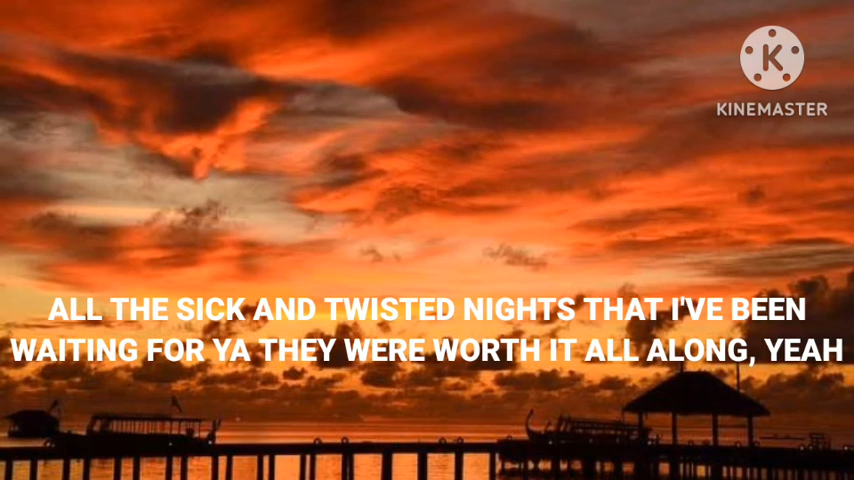 K
KINEMASTER
ALL THE SICK AND TWISTED NIGHTS THAT I'VE BEEN
WAITING FOR YA THEY WERE WORTH IT ALL ALONG, YEAH